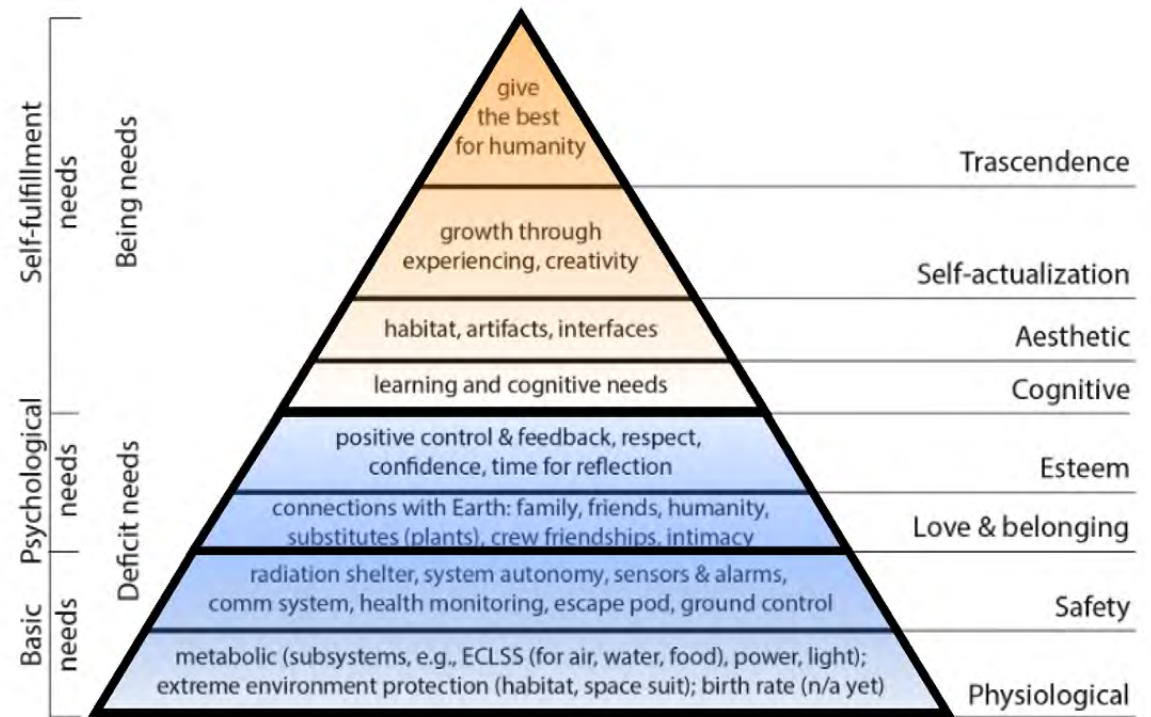 give
the best
for humanity
Trascendence
growth through
experiencing, creativity
Self-actualization
habitat, artifacts, interfaces
Aesthetic
learning and cognitive needs
Cognitive
positive control & feedback, respect,
confidence, time for reflection
Esteem
connections with Earth: family, friends, humanity,
substitutes (plants), crew friendships, intimacy
Love & belonging
radiation shelter, system autonomy, sensors & alarms,
comm system, health monitoring, escape pod, ground control
Safety
metabolic (subsystems, e.g., ECLSS (for air, water, food), power, light);
extreme environment protection (habitat, space suit); birth rate (n/a yet)
Physiological
Self-fulfillment
needs
Being needs
Psychological
needs
Deficit needs
Basic
needs